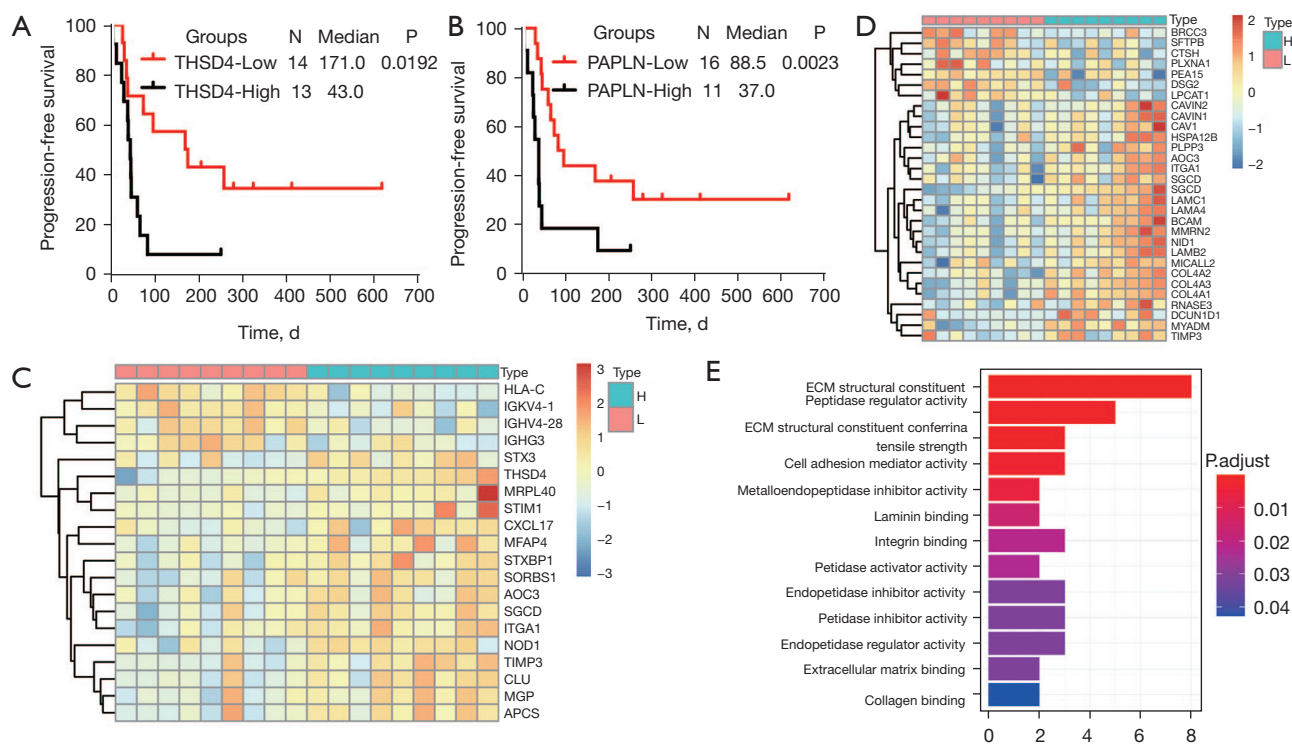 A
Groups N Median P
THSD4-Low 14 171.0 0.0192
THSD4-High 13 43.0
Progression-free survival
100
80
60
40
20
0
0 100 200 300 400 500 600 700
Time, d
B
Groups N Median P
PAPLN-Low 16 88.5 0.0023
PAPLN-High 11 37.0
Progression-free survival
100
80
60
40
20
0
0 100 200 300 400 500 600 700
Time, d
D
Type
BRCC3
SFTPB
CTSH
PLXNA1
PEA15
DSG2
LPCAT1
CAVIN2
CAVIN1
CAV1
HSPA12B
PLPP3
AOC3
ITGA1
SGCD
SGCD
LAMC1
LAMA4
BCAM
MMRN2
NID1
LAMB2
MICALL2
COL4A2
COL4A3
COL4A1
RNASE3
DCUN1D1
MYADM
TIMP3
2
1
0
−1
−2
Type
H
L
C
Type
HLA-C
IGKV4-1
IGHV4-28
IGHG3
STX3
THSD4
MRPL40
STIM1
CXCL17
MFAP4
STXBP1
SORBS1
AOC3
SGCD
ITGA1
NOD1
TIMP3
CLU
MGP
APCS
3
2
1
0
−1
−2
−3
Type
H
L
E
ECM structural constituent
Peptidase regulator activity
ECM structural constituent conferrina
tensile strength
Cell adhesion mediator activity
Metalloendopeptidase inhibitor activity
Laminin binding
Integrin binding
Petidase activator activity
Endopetidase inhibitor activity
Petidase inhibitor activity
Endopetidase regulator activity
Extracellular matrix binding
Collagen binding
0 2 4 6 8
P.adjust
0.01
0.02
0.03
0.04